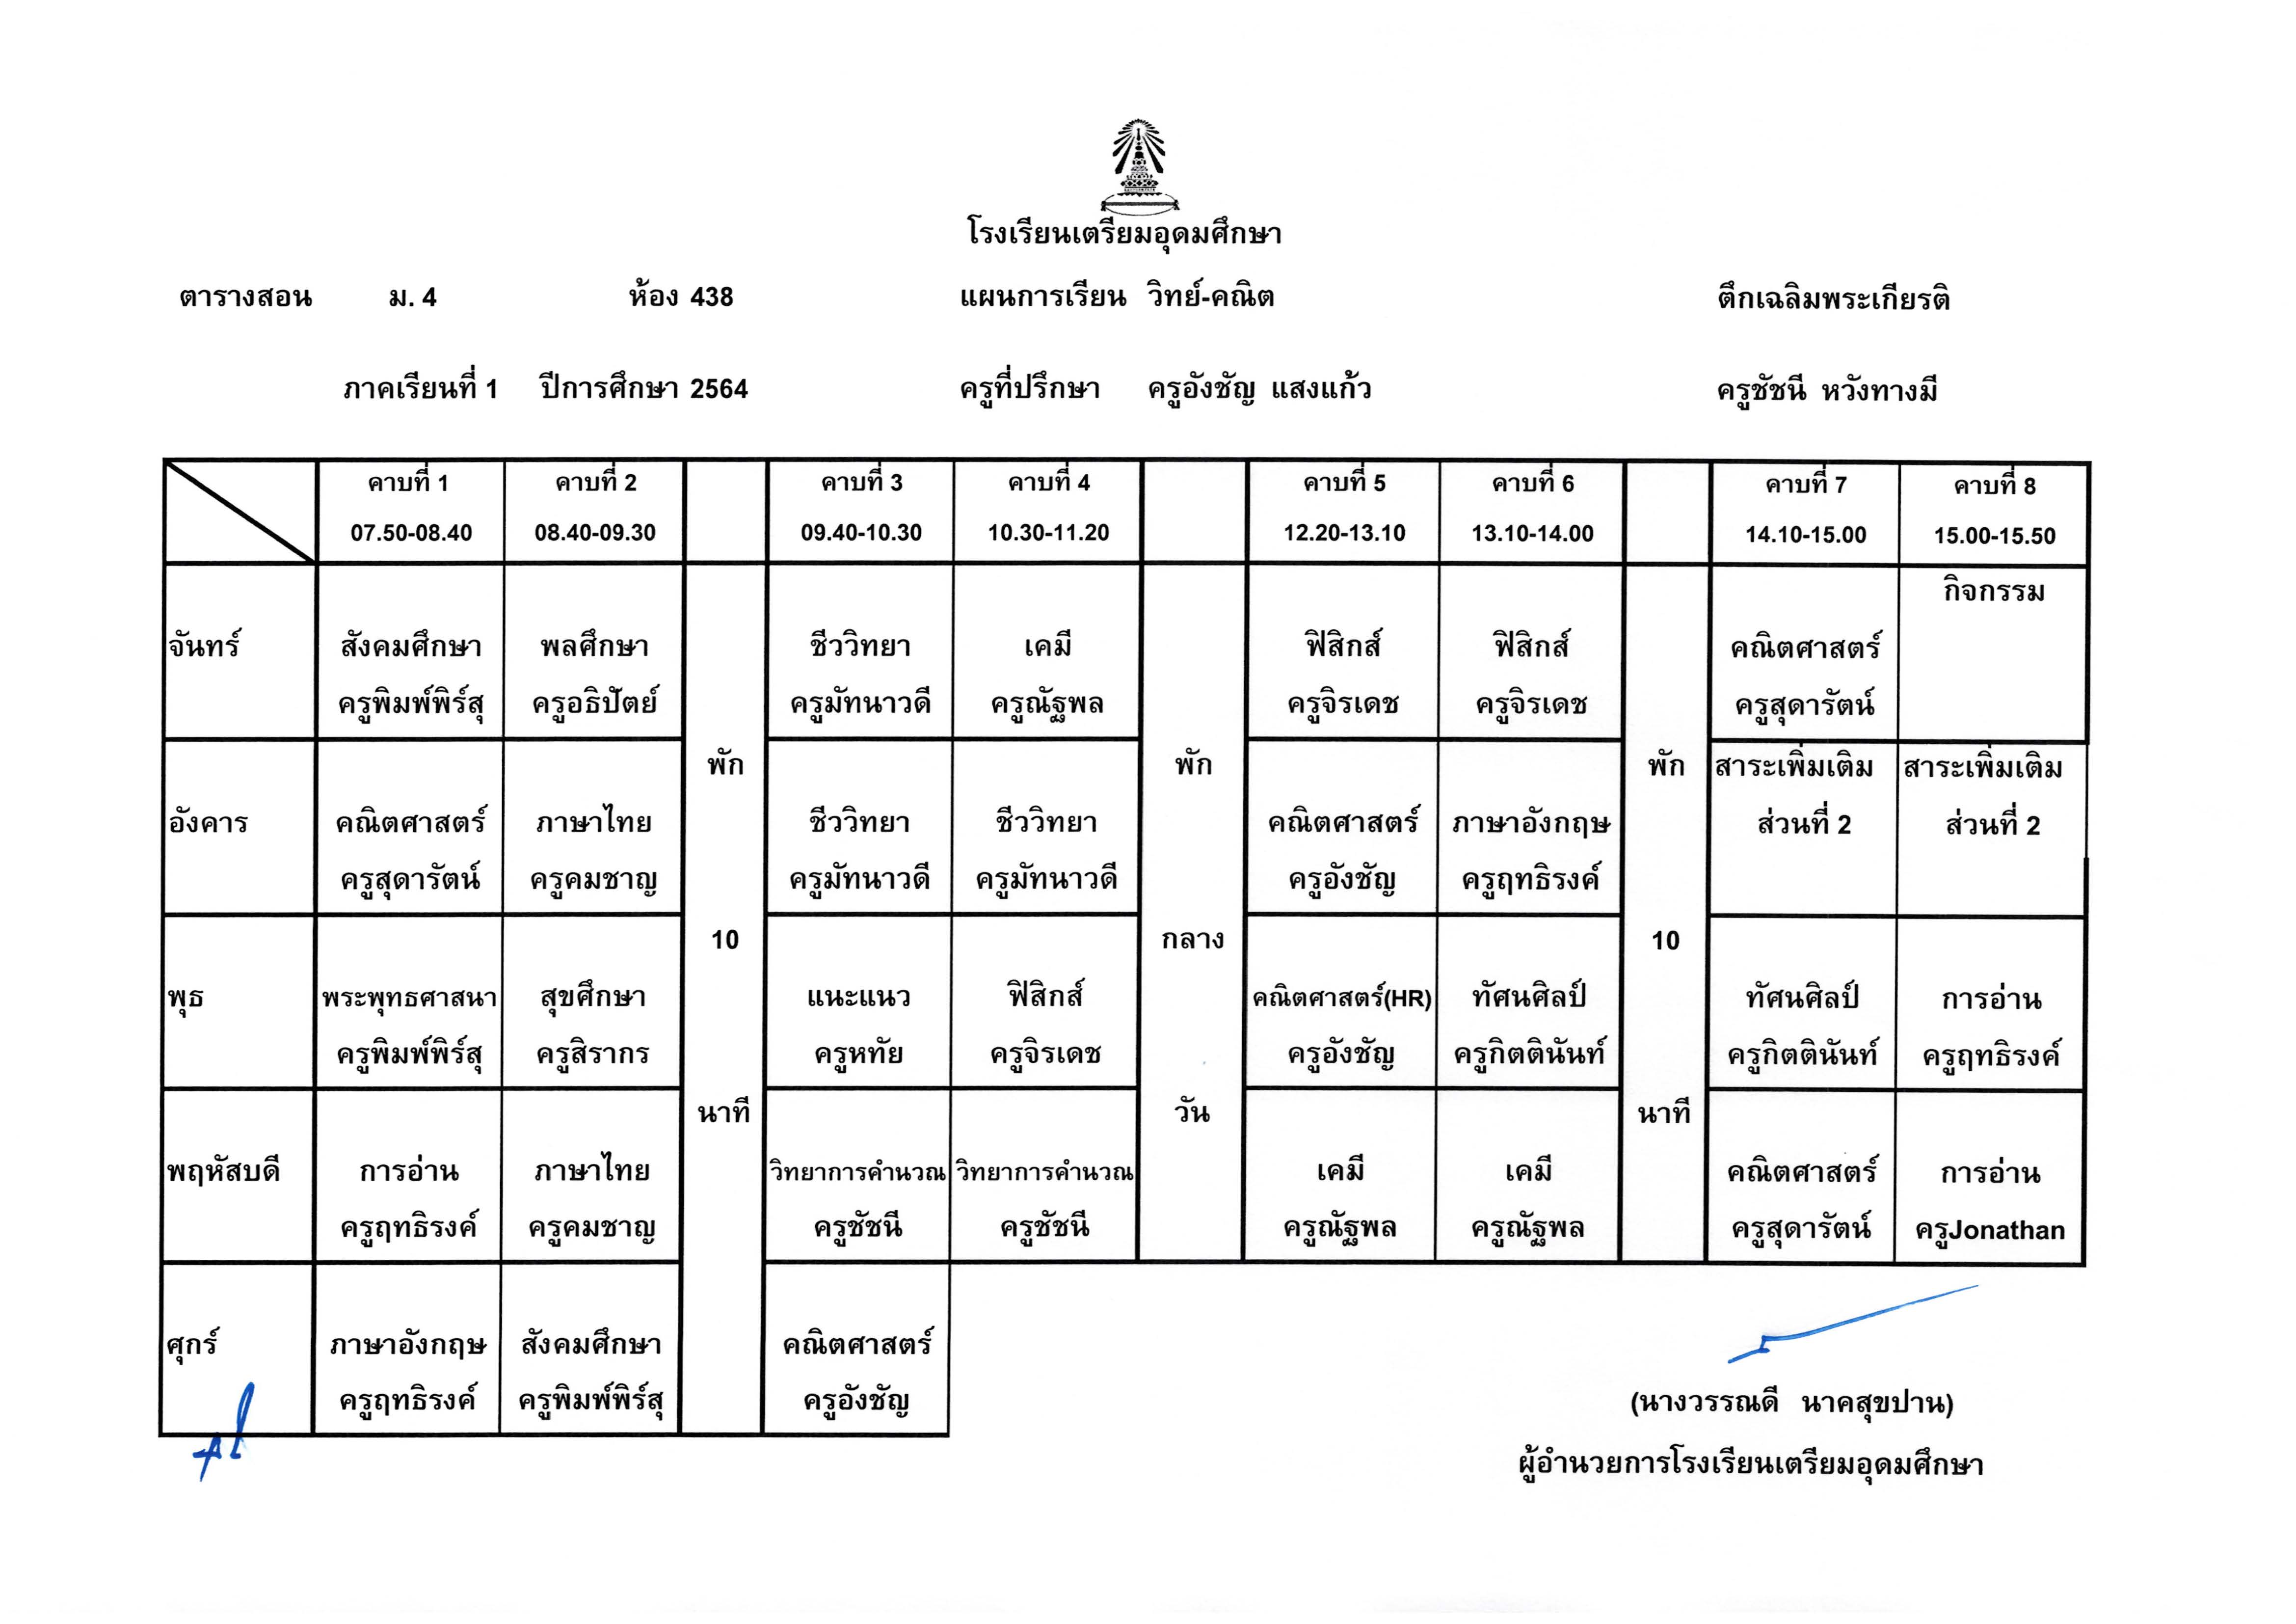 โรงเรียนเตรียมอุดมศึกษา
ตารางสอน ม. 4 ห้อง 438 แผนการเรียน วิทย์-คณิต ตึกเฉลิมพระเกียรติ
ภาคเรียนที่ 1 ปีการศึกษา 2564 ครูที่ปรึกษา ครูอังชัญ แสงแก้ว ครูชัชนี หวังทางมี
คาบที่ 1 คาบที่ 2 คาบที่ 3 คาบที่ 4 คาบที่ 5 คาบที่ 6 คาบที่ 7 คาบที่ 8
07.50-08.40 08.40-09.30 09.40-10.30 10.30-11.20 12.20-13.10 13.10-14.00 14.10-15.00 15.00-15.50
กิจกรรม
จันทร์ สังคมศึกษา พลศึกษา ชีววิทยา เคมี ฟิสิกส์ ฟิสิกส์ คณิตศาสตร์
ครูพิมพ์พิร์สุ ครูอธิปัตย์ ครูมัทนาวดี ครูณัฐพล ครูจิรเดช ครูจิรเดช ครูสุดารัตน์
พัก พัก พัก สาระเพิ่มเติม สาระเพิ่มเติม
อังคาร คณิตศาสตร์ ภาษาไทย ชีววิทยา ชีววิทยา คณิตศาสตร์ ภาษาอังกฤษ ส่วนที่ 2 ส่วนที่ 2
ครูสุดารัตน์ ครูคมชาญ ครูมัทนาวดี ครูมัทนาวดี ครูอังชัญ ครูฤทธิรงค์
10 กลาง 10
พุธ พระพุทธศาสนา สุขศึกษา แนะแนว ฟิสิกส์ คณิตศาสตร์(HR) ทัศนศิลป์ ทัศนศิลป์ การอ่าน
ครูพิมพ์พิร์สุ ครูสิรากร ครูหทัย ครูจิรเดช ครูอังชัญ ครูกิตตินันท์ ครูกิตตินันท์ ครูฤทธิรงค์
นาที วัน นาที
พฤหัสบดี การอ่าน ภาษาไทย วิทยาการคำนวณ วิทยาการคำนวณ เคมี เคมี คณิตศาสตร์ การอ่าน
ครูฤทธิรงค์ ครูคมชาญ ครูชัชนี ครูชัชนี ครูณัฐพล ครูณัฐพล ครูสุดารัตน์ ครูJonathan
ศุกร์ ภาษาอังกฤษ สังคมศึกษา คณิตศาสตร์
ครูฤทธิรงค์ ครูพิมพ์พิร์สุ ครูอังชัญ
(นางวรรณดี นาคสุขปาน)
ผู้อำนวยการโรงเรียนเตรียมอุดมศึกษา